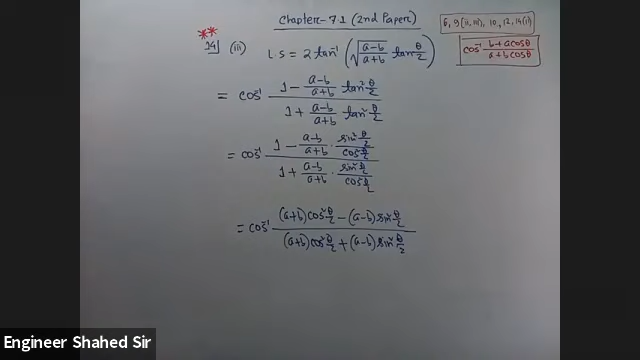 Chapter-7.1 (2nd Paper)
6, 9(ii, iii), 10, 12, 14(ii)
** 14] (iii) L.S = 2 tan⁻¹ (√((a-b)/(a+b)) tan θ/2)
cos⁻¹ (b+a cosθ)/(a+b cosθ)
= cos⁻¹ (1 - (a-b)/(a+b) tan² θ/2)/(1 + (a-b)/(a+b) tan² θ/2)
= cos⁻¹ (1 - (a-b)/(a+b) · (sin² θ/2)/(cos² θ/2))/(1 + (a-b)/(a+b) · (sin² θ/2)/(cos² θ/2))
= cos⁻¹ ((a+b) cos² θ/2 - (a-b) sin² θ/2)/((a+b) cos² θ/2 + (a-b) sin² θ/2)
Engineer Shahed Sir